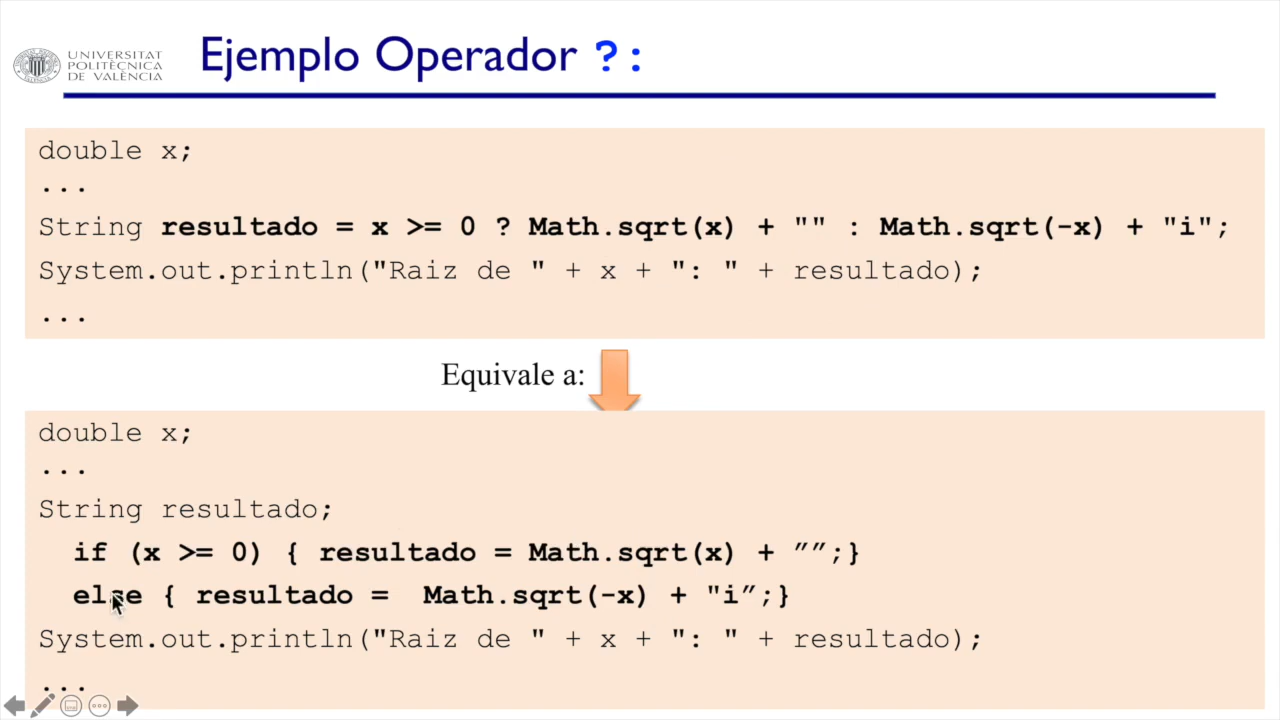 UNIVERSITAT
POLITÈCNICA
DE VALÈNCIA
Ejemplo Operador ?:
double x;
...
String resultado = x >= 0 ? Math.sqrt(x) + "" : Math.sqrt(-x) + "i";
System.out.println("Raiz de " + x + ": " + resultado);
...
Equivale a:
double x;
...
String resultado;
if (x >= 0) { resultado = Math.sqrt(x) + ””;}
else { resultado =  Math.sqrt(-x) + "i”;}
System.out.println("Raiz de " + x + ": " + resultado);
...